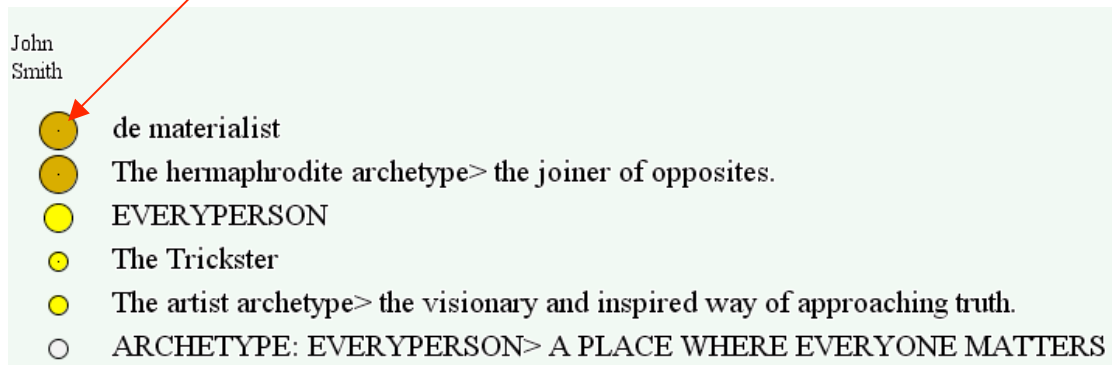 John
Smith
de materialist
The hermaphrodite archetype> the joiner of opposites.
EVERYPERSON
The Trickster
The artist archetype> the visionary and inspired way of approaching truth.
ARCHETYPE: EVERYPERSON> A PLACE WHERE EVERYONE MATTERS